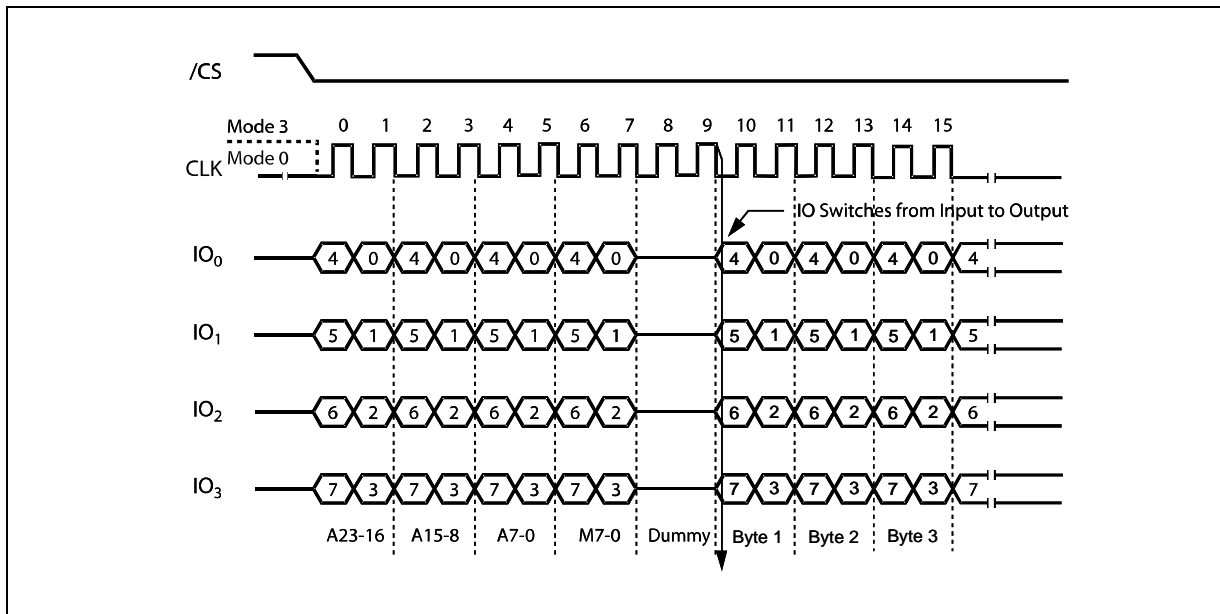 /CS
Mode 3 0 1 2 3 4 5 6 7 8 9 10 11 12 13 14 15
CLK Mode 0
IO Switches from Input to Output
IO0 4 0 4 0 4 0 4 0 4 0 4 0 4 0 4
IO1 5 1 5 1 5 1 5 1 5 1 5 1 5 1 5
IO2 6 2 6 2 6 2 6 2 6 2 6 2 6 2 6
IO3 7 3 7 3 7 3 7 3 7 3 7 3 7 3 7
A23-16 A15-8 A7-0 M7-0 Dummy Byte 1 Byte 2 Byte 3